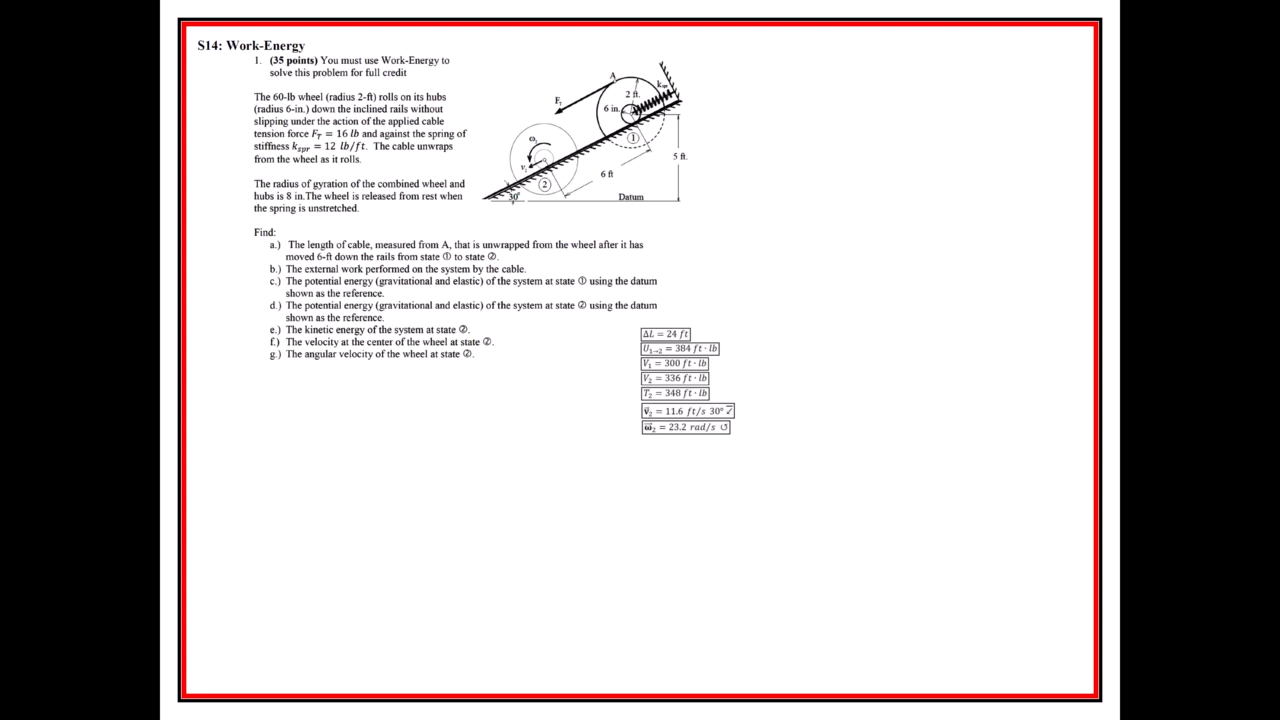 S14: Work-Energy
1. (35 points) You must use Work-Energy to
solve this problem for full credit
The 60-lb wheel (radius 2-ft) rolls on its hubs
(radius 6-in.) down the inclined rails without
slipping under the action of the applied cable
tension force F_T = 16 lb and against the spring of
stiffness k_spr = 12 lb/ft. The cable unwraps
from the wheel as it rolls.
The radius of gyration of the combined wheel and
hubs is 8 in.The wheel is released from rest when
the spring is unstretched.
A
k_spr
2 ft.
F_T
6 in.
①
ω₂
5 ft.
v₂
6 ft
②
30°
Datum
Find:
a.) The length of cable, measured from A, that is unwrapped from the wheel after it has
moved 6-ft down the rails from state ① to state ②.
b.) The external work performed on the system by the cable.
c.) The potential energy (gravitational and elastic) of the system at state ① using the datum
shown as the reference.
d.) The potential energy (gravitational and elastic) of the system at state ② using the datum
shown as the reference.
e.) The kinetic energy of the system at state ②.
f.) The velocity at the center of the wheel at state ②.
g.) The angular velocity of the wheel at state ②.
ΔL = 24 ft
U₁→₂ = 384 ft · lb
V₁ = 300 ft · lb
V₂ = 336 ft · lb
T₂ = 348 ft · lb
v⃗₂ = 11.6 ft/s 30° ↙
ω⃗₂ = 23.2 rad/s ↺